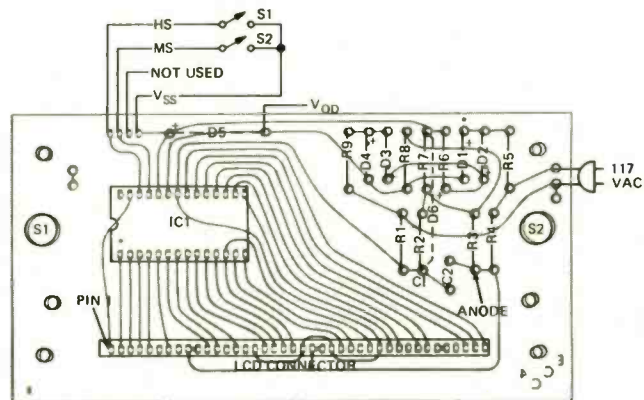 HS
S1
MS
S2
NOT USED
VSS
VDD
+
D5
R9
D4
+
D3
R8
R7
R6
D1
+
D2
R5
117
VAC
S1
IC1
D6
+
R1
R2
R3
R4
S2
C1
C2
PIN
ANODE
LCD CONNECTOR